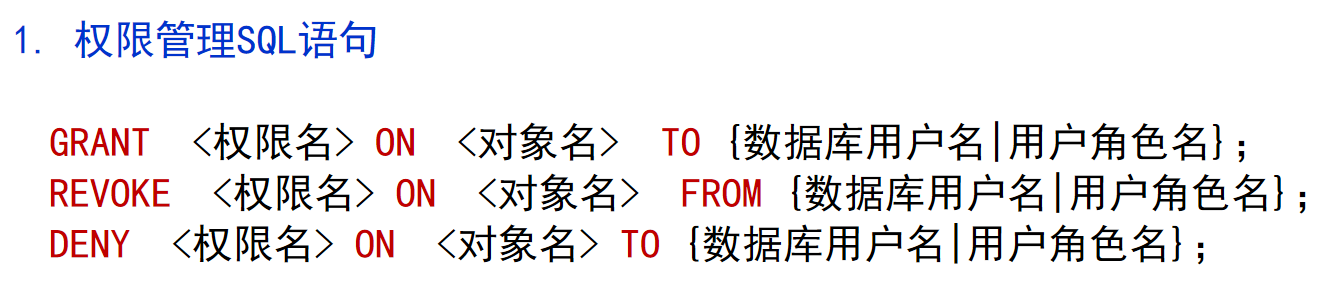 1. 权限管理SQL语句
GRANT <权限名> ON <对象名> TO {数据库用户名|用户角色名};
REVOKE <权限名> ON <对象名> FROM {数据库用户名|用户角色名};
DENY <权限名> ON <对象名> TO {数据库用户名|用户角色名};